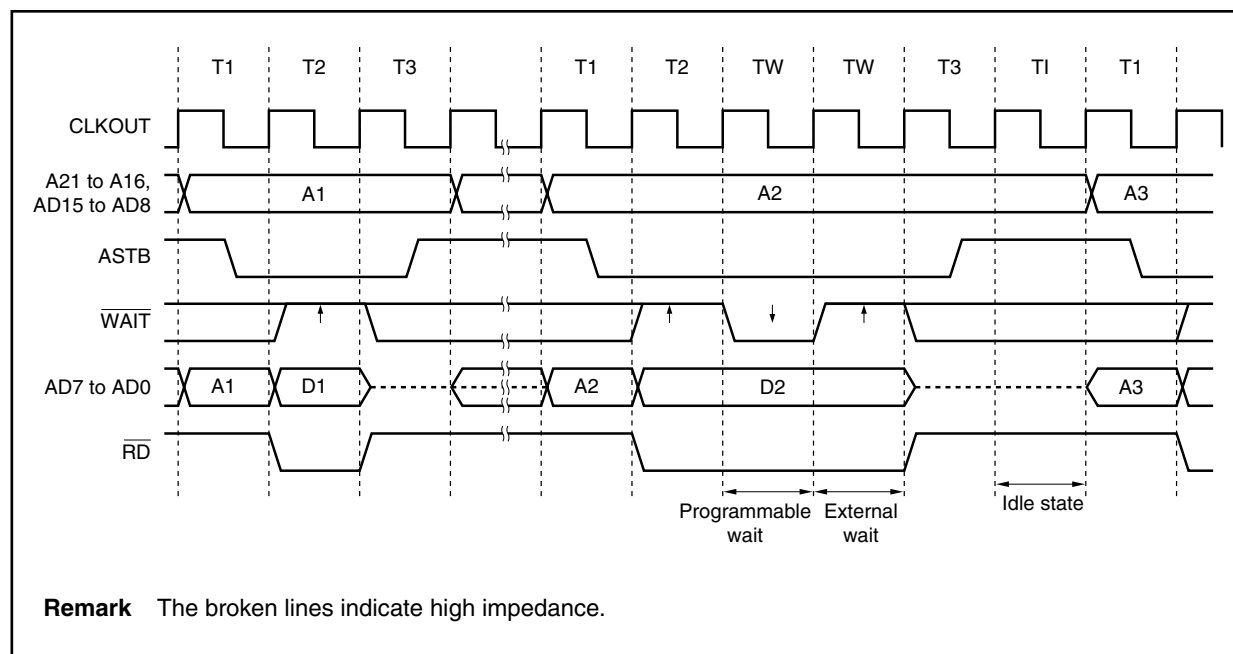 T1 T2 T3 T1 T2 TW TW T3 TI T1
CLKOUT
A21 to A16,
AD15 to AD8
A1 A2 A3
ASTB
WAIT
AD7 to AD0 A1 D1 A2 D2 A3
RD
Programmable
wait
External
wait
Idle state
Remark The broken lines indicate high impedance.